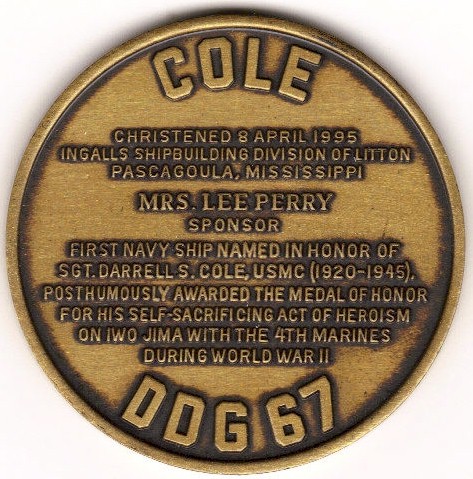 COLE
CHRISTENED 8 APRIL 1995
INGALLS SHIPBUILDING DIVISION OF LITTON
PASCAGOULA, MISSISSIPPI
MRS. LEE PERRY
SPONSOR
FIRST NAVY SHIP NAMED IN HONOR OF
SGT. DARRELL S. COLE, USMC (1920-1945),
POSTHUMOUSLY AWARDED THE MEDAL OF HONOR
FOR HIS SELF-SACRIFICING ACT OF HEROISM
ON IWO JIMA WITH THE 4TH MARINES
DURING WORLD WAR II
DDG 67